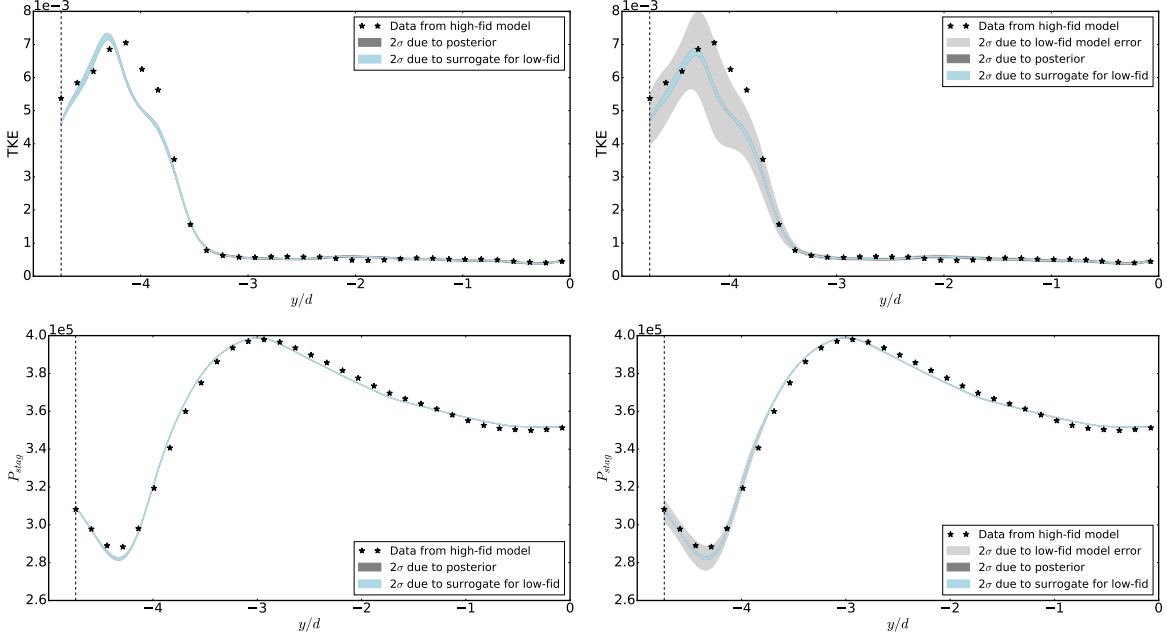 1e−3
8
7
6
5
4
3
2
1
0
TKE
−5
−4
−3
−2
−1
0
y/d
Data from high-fid model
2σ due to posterior
2σ due to surrogate for low-fid
1e−3
8
7
6
5
4
3
2
1
0
TKE
−5
−4
−3
−2
−1
0
y/d
Data from high-fid model
2σ due to low-fid model error
2σ due to posterior
2σ due to surrogate for low-fid
1e5
4.0
3.8
3.6
3.4
3.2
3.0
2.8
2.6
P_stag
−4
−3
−2
−1
0
y/d
Data from high-fid model
2σ due to posterior
2σ due to surrogate for low-fid
1e5
4.0
3.8
3.6
3.4
3.2
3.0
2.8
2.6
P_stag
−4
−3
−2
−1
0
y/d
Data from high-fid model
2σ due to low-fid model error
2σ due to posterior
2σ due to surrogate for low-fid